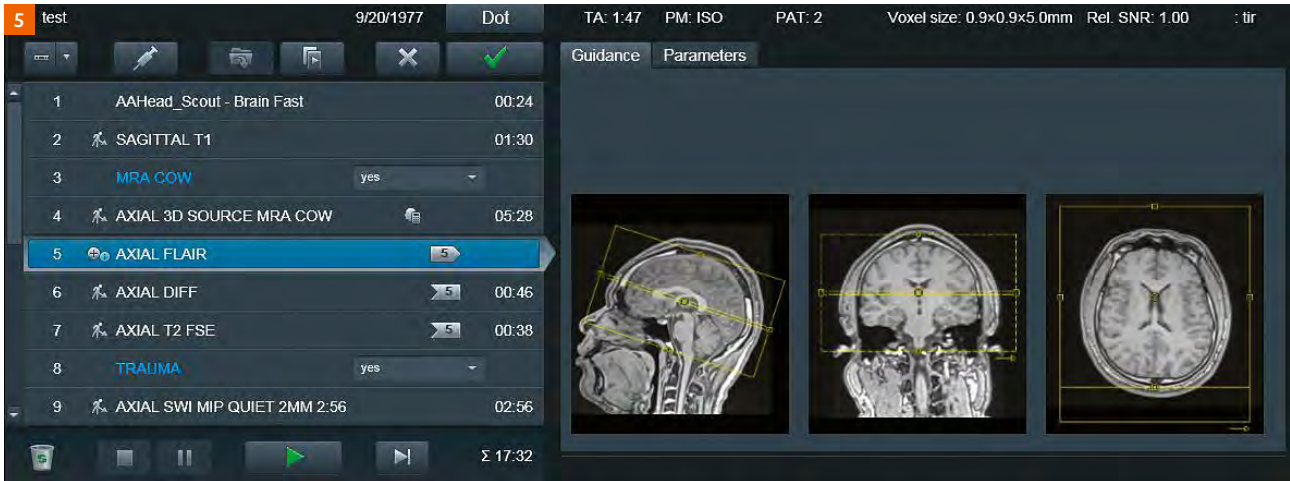 5 test 9/20/1977 Dot TA: 1:47 PM: ISO PAT: 2 Voxel size: 0.9×0.9×5.0mm Rel. SNR: 1.00 : tir
Guidance Parameters
1 AAHead_Scout - Brain Fast 00:24
2 SAGITTAL T1 01:30
3 MRA COW yes
4 AXIAL 3D SOURCE MRA COW 05:28
5 AXIAL FLAIR 5
6 AXIAL DIFF 5 00:46
7 AXIAL T2 FSE 5 00:38
8 TRAUMA yes
9 AXIAL SWI MIP QUIET 2MM 2:56 02:56
Σ 17:32